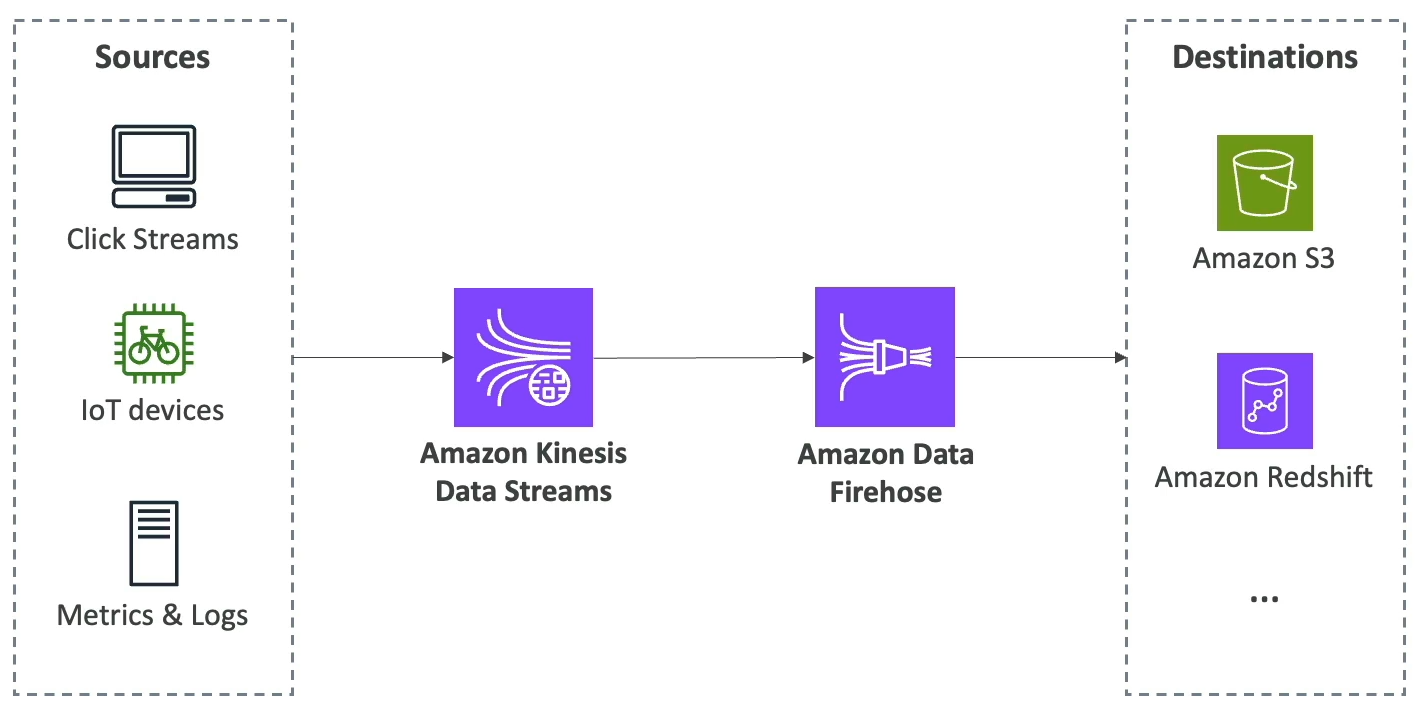 Sources
Click Streams
IoT devices
Metrics & Logs
Amazon Kinesis
Data Streams
Amazon Data
Firehose
Destinations
Amazon S3
Amazon Redshift
...